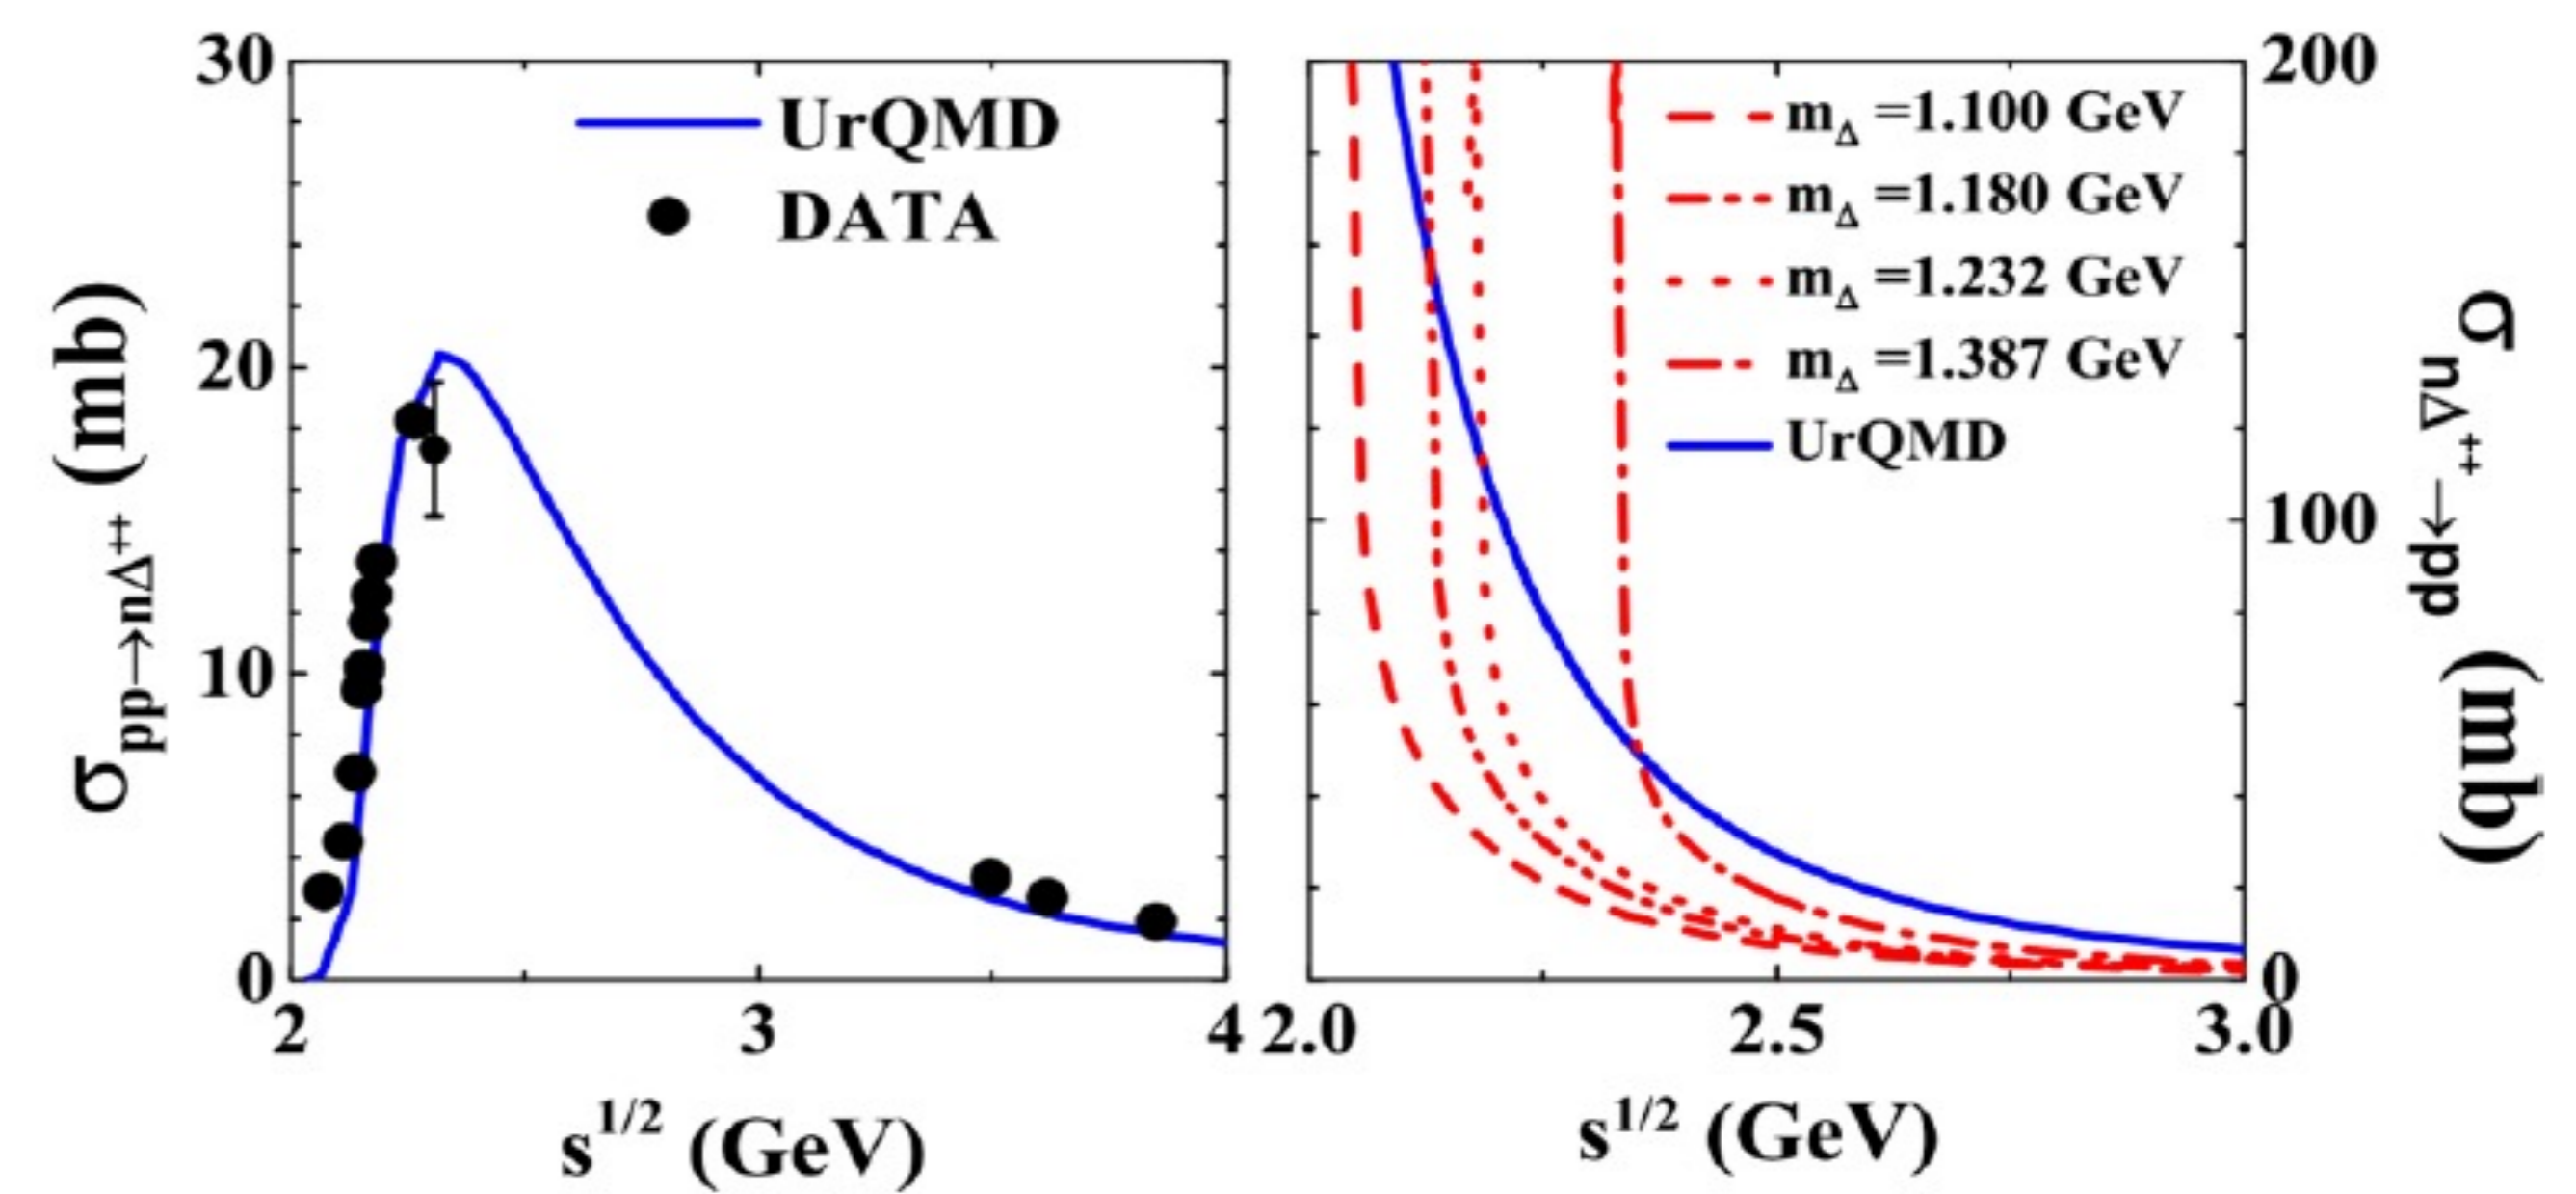 30
20
10
0
σpp→nΔ++ (mb)
UrQMD
DATA
2
3
4
s1/2 (GeV)
mΔ =1.100 GeV
mΔ =1.180 GeV
mΔ =1.232 GeV
mΔ =1.387 GeV
UrQMD
200
100
0
σnΔ++→pp (mb)
2.0
2.5
3.0
s1/2 (GeV)